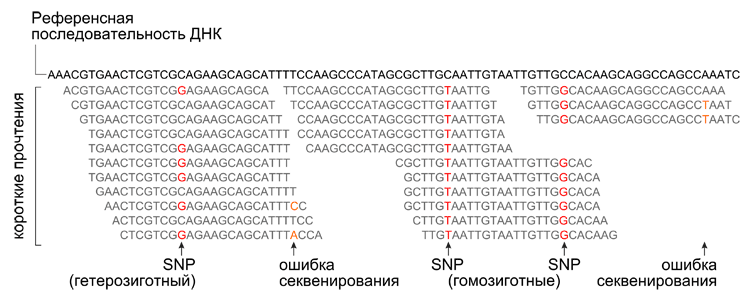 Референсная
последовательность ДНК
AAACGTGAACTCGTCGCAGAAGCAGCATTTTCCAAGCCCATAGCGCTTGCAATTGTAATTGTTGCCACAAGCAGGCCAGCCAAATC
короткие прочтения
ACGTGAACTCGTCGGAGAAGCAGCA TTCCAAGCCCATAGCGCTTGTAATTG TGTTGGCACAAGCAGGCCAGCCAAA
CGTGAACTCGTCGCAGAAGCAGCAT TCCAAGCCCATAGCGCTTGTAATTGT GTTGGCACAAGCAGGCCAGCCTAAT
GTGAACTCGTCGCAGAAGCAGCATT CCAAGCCCATAGCGCTTGTAATTGTA TTGGCACAAGCAGGCCAGCCTAATC
TGAACTCGTCGCAGAAGCAGCATTT CCAAGCCCATAGCGCTTGTAATTGTA
TGAACTCGTCGGAGAAGCAGCATTT CAAGCCCATAGCGCTTGTAATTGTAA
TGAACTCGTCGGAGAAGCAGCATTT CGCTTGTAATTGTAATTGTTGGCAC
TGAACTCGTCGGAGAAGCAGCATTT GCTTGTAATTGTAATTGTTGGCACA
GAACTCGTCGCAGAAGCAGCATTTT GCTTGTAATTGTAATTGTTGGCACA
AACTCGTCGGAGAAGCAGCATTTCC GCTTGTAATTGTAATTGTTGGCACA
ACTCGTCGCAGAAGCAGCATTTTCC CTTGTAATTGTAATTGTTGGCACAA
CTCGTCGGAGAAGCAGCATTTACCA TTGTAATTGTAATTGTTGGCACAAG
SNP ошибка SNP SNP ошибка
(гетерозиготный) секвенирования (гомозиготные) секвенирования